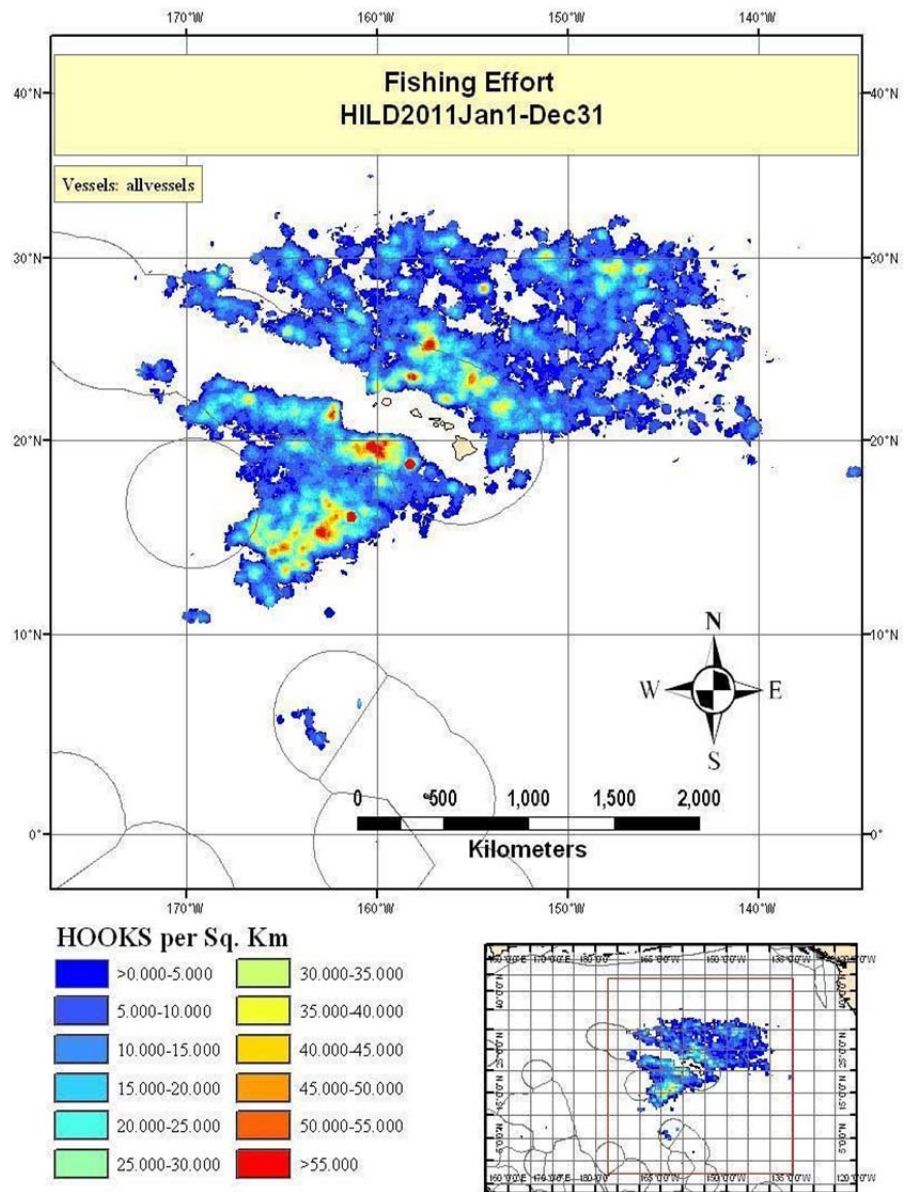 170°W 160°W 150°W 140°W
Fishing Effort
HILD2011Jan1-Dec31
40°N 40°N
Vessels: allvessels
30°N 30°N
20°N 20°N
10°N 10°N
N
W E
S
0 500 1,000 1,500 2,000
Kilometers
0° 0°
170°W 160°W 150°W 140°W
HOOKS per Sq. Km
>0.000-5.000 30.000-35.000
5.000-10.000 35.000-40.000
10.000-15.000 40.000-45.000
15.000-20.000 45.000-50.000
20.000-25.000 50.000-55.000
25.000-30.000 >55.000